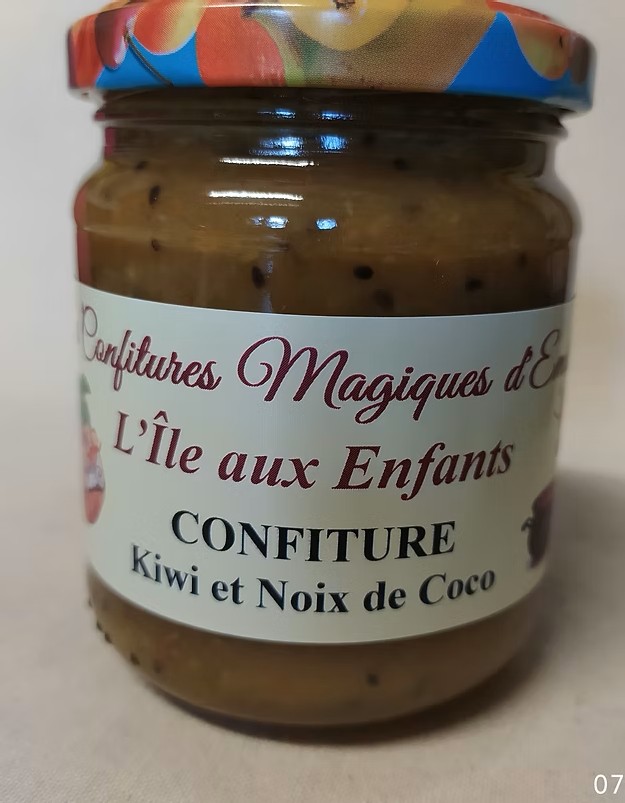 Confitures Magiques
L'Île aux Enfants
CONFITURE
Kiwi et Noix de Coco
07